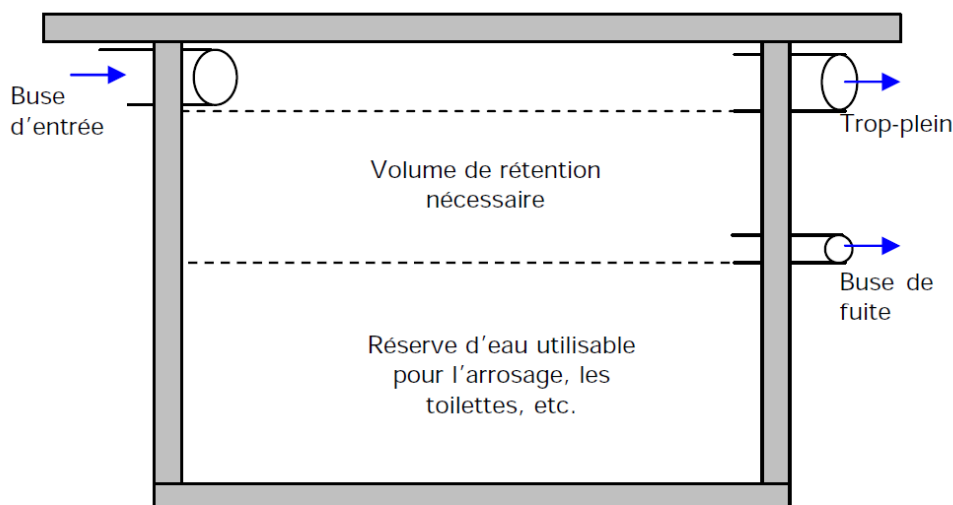 Buse
d'entrée
Trop-plein
Volume de rétention
nécessaire
Buse de
fuite
Réserve d'eau utilisable
pour l'arrosage, les
toilettes, etc.